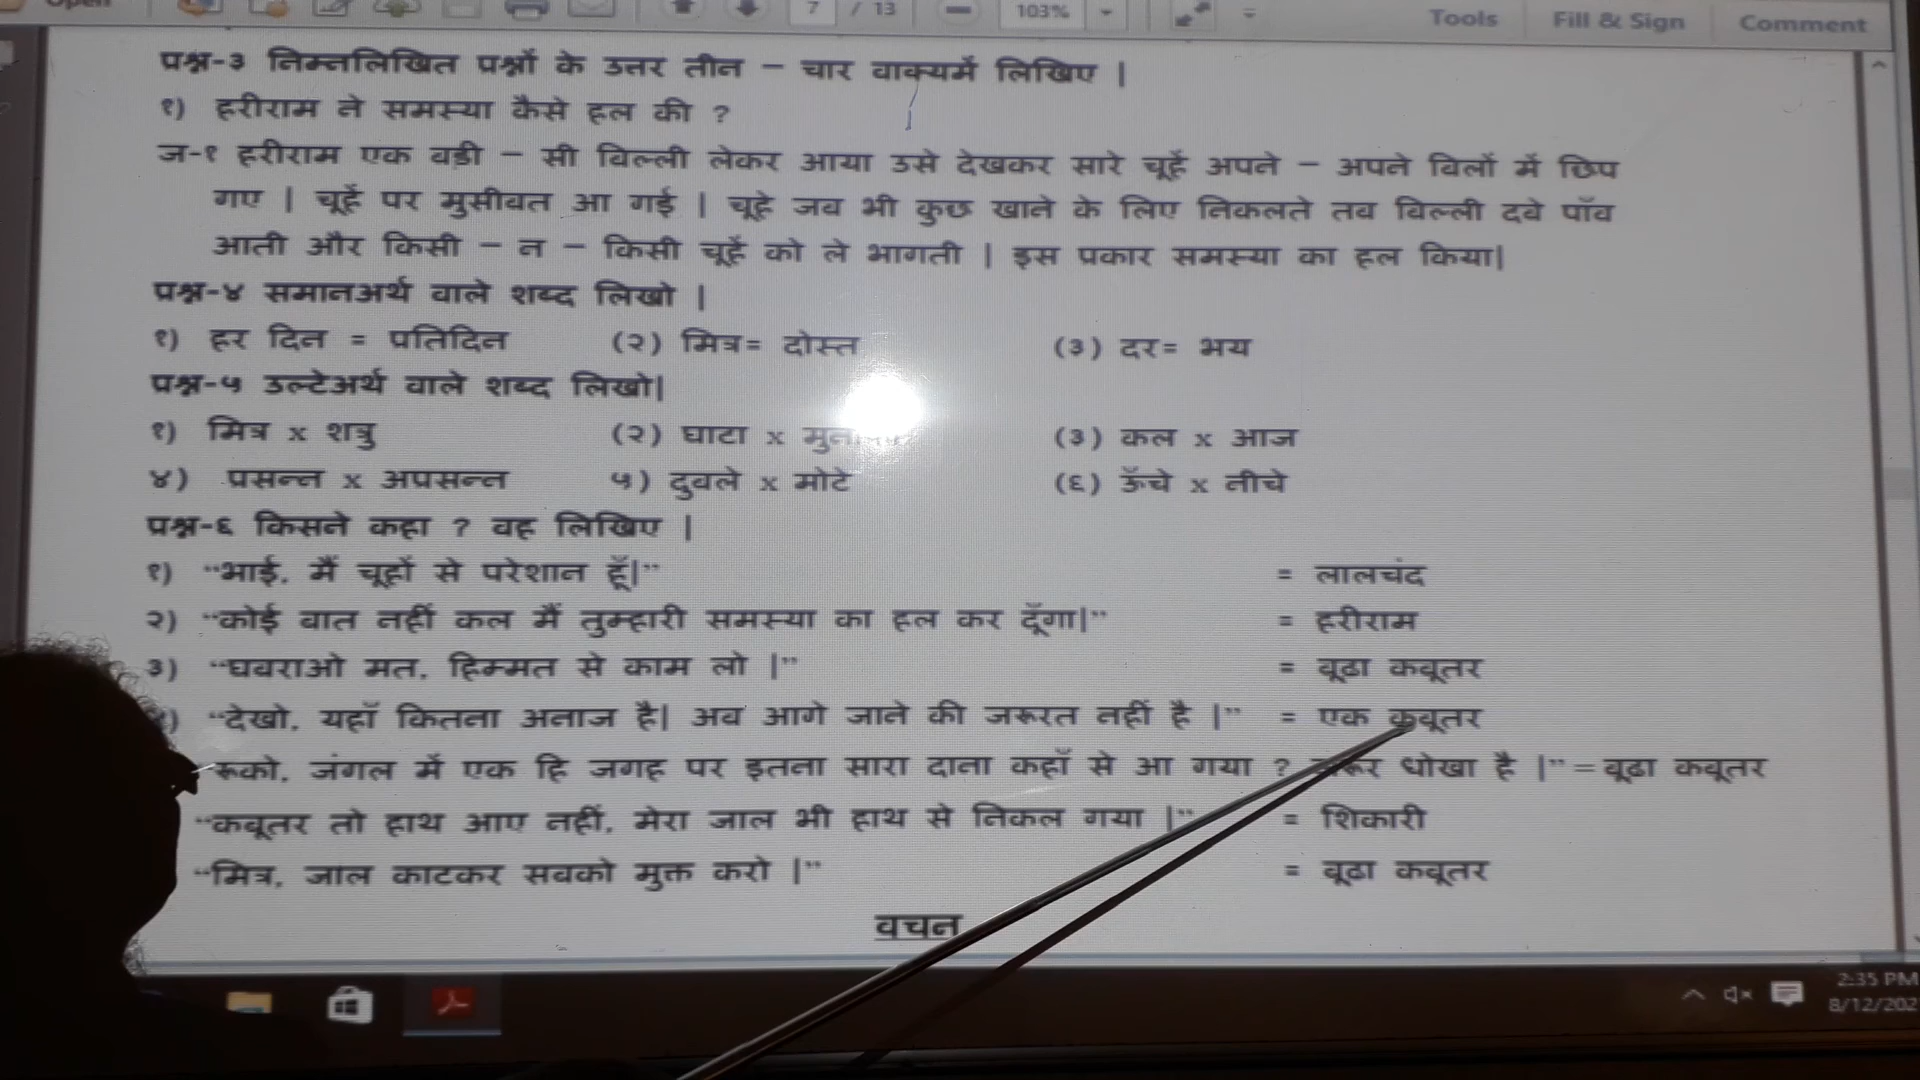 7 / 13 103% Tools Fill & Sign Comment
प्रश्न-३ निम्नलिखित प्रश्नों के उत्तर तीन – चार वाक्यमें लिखिए |
१) हरीराम ने समस्या कैसे हल की ?
ज-१ हरीराम एक बड़ी – सी बिल्ली लेकर आया उसे देखकर सारे चूहें अपने – अपने बिलों में छिप
गए | चूहें पर मुसीबत आ गई | चूहे जब भी कुछ खाने के लिए निकलते तब बिल्ली दबे पाँव
आती और किसी – न – किसी चूहें को ले भागती | इस प्रकार समस्या का हल किया|
प्रश्न-४ समानअर्थ वाले शब्द लिखो |
१) हर दिन = प्रतिदिन (२) मित्र= दोस्त (३) दर= भय
प्रश्न-५ उल्टेअर्थ वाले शब्द लिखो|
१) मित्र x शत्रु (२) घाटा x (३) कल x आज
४) प्रसन्न x अप्रसन्न ५) दुबले x मोटे (६) ऊँचे x नीचे
प्रश्न-६ किसने कहा ? वह लिखिए |
१) “भाई, मैं चूहों से परेशान हूँ|” = लालचंद
२) “कोई बात नहीं कल मैं तुम्हारी समस्या का हल कर दूँगा|” = हरीराम
३) “घबराओ मत, हिम्मत से काम लो |” = बूढा कबूतर
“देखो, यहाँ कितना अनाज है| अब आगे जाने की जरूरत नहीं है |” = एक कबूतर
रूको, जंगल में एक हि जगह पर इतना सारा दाना कहाँ से आ गया ? धोखा है |” = बूढा कबूतर
“कबूतर तो हाथ आए नहीं, मेरा जाल भी हाथ से निकल गया |” = शिकारी
“मित्र, जाल काटकर सबको मुक्त करो |” = बूढा कबूतर
वचन
2:35 PM
8/12/202